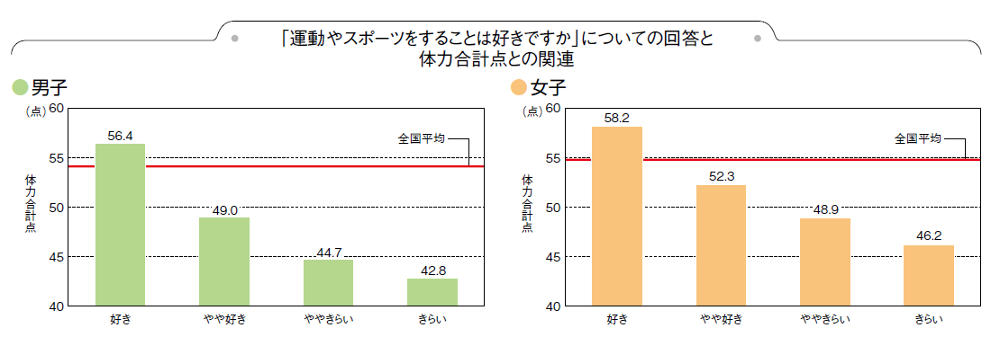 「運動やスポーツをすることは好きですか」についての回答と
体力合計点との関連
男子
(点)
60
55
50
45
40
体力合計点
全国平均
56.4
49.0
44.7
42.8
好き
やや好き
ややきらい
きらい
女子
(点)
60
55
50
45
40
体力合計点
全国平均
58.2
52.3
48.9
46.2
好き
やや好き
ややきらい
きらい